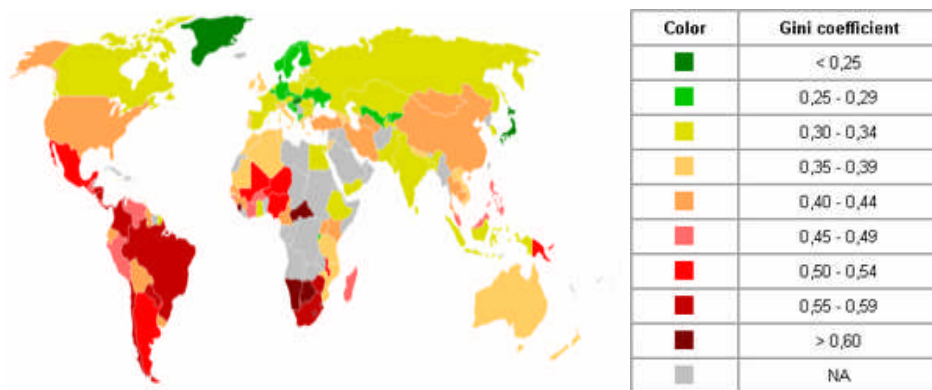 Color Gini coefficient
< 0,25
0,25 - 0,29
0,30 - 0,34
0,35 - 0,39
0,40 - 0,44
0,45 - 0,49
0,50 - 0,54
0,55 - 0,59
> 0,60
NA